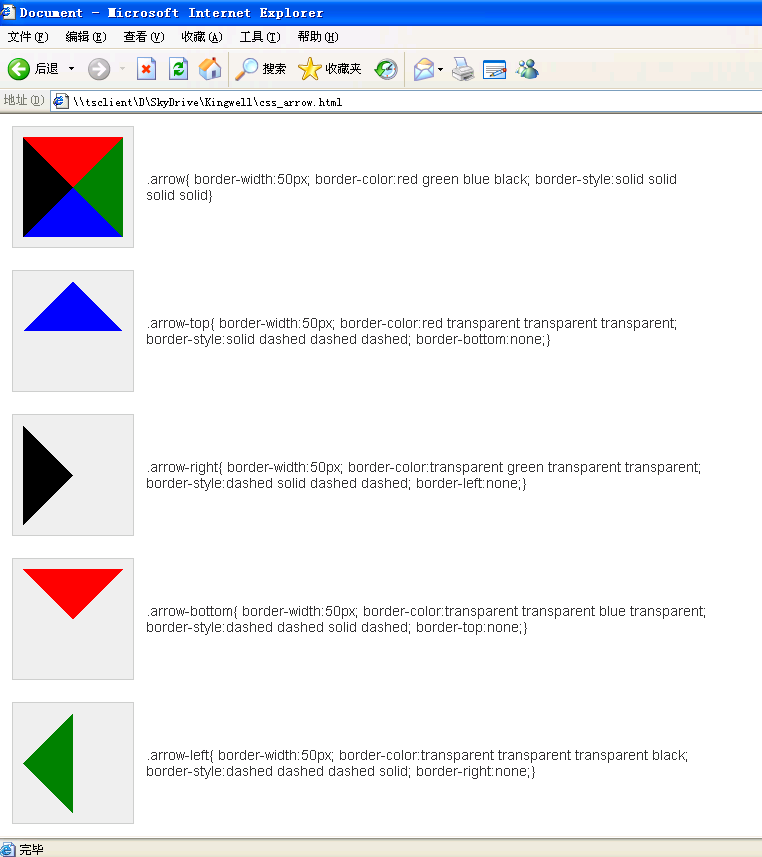 Document - Microsoft Internet Explorer
文件(F) 编辑(E) 查看(V) 收藏(A) 工具(T) 帮助(H)
后退 搜索 收藏夹
地址(D) \\tsclient\D\SkyDrive\Kingwell\css_arrow.html
.arrow{ border-width:50px; border-color:red green blue black; border-style:solid solid
solid solid}
.arrow-top{ border-width:50px; border-color:red transparent transparent transparent;
border-style:solid dashed dashed dashed; border-bottom:none;}
.arrow-right{ border-width:50px; border-color:transparent green transparent transparent;
border-style:dashed solid dashed dashed; border-left:none;}
.arrow-bottom{ border-width:50px; border-color:transparent transparent blue transparent;
border-style:dashed dashed solid dashed; border-top:none;}
.arrow-left{ border-width:50px; border-color:transparent transparent transparent black;
border-style:dashed dashed dashed solid; border-right:none;}
完毕